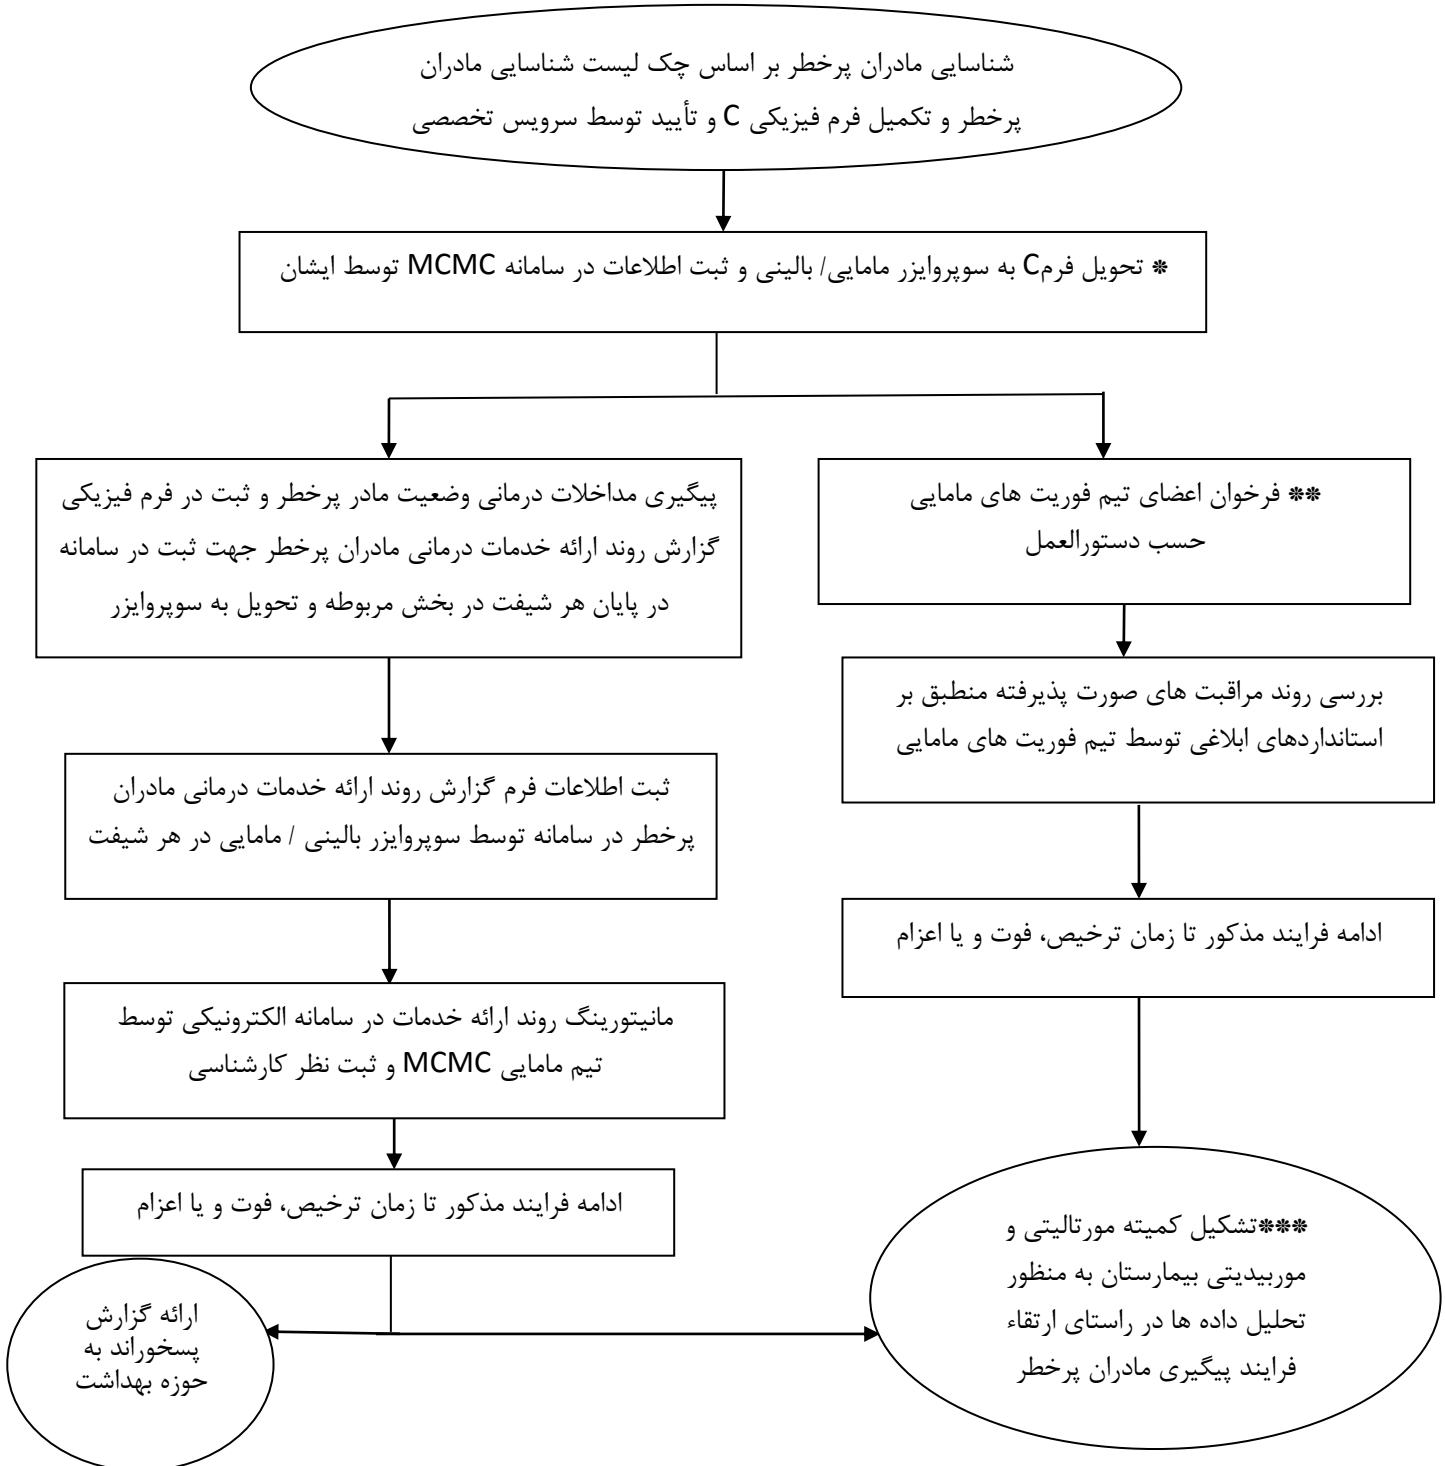 شناسایی مادران پرخطر بر اساس چک لیست شناسایی مادران
پرخطر و تکمیل فرم فیزیکی C و تأیید توسط سرویس تخصصی
* تحویل فرمC به سوپروایزر مامایی/ بالینی و ثبت اطلاعات در سامانه MCMC توسط ایشان
** فرخوان اعضای تیم فوریت های مامایی
حسب دستورالعمل
بررسی روند مراقبت های صورت پذیرفته منطبق بر
استانداردهای ابلاغی توسط تیم فوریت های مامایی
ادامه فرایند مذکور تا زمان ترخیص، فوت و یا اعزام
***تشکیل کمیته مورتالیتی و
موربیدیتی بیمارستان به منظور
تحلیل داده ها در راستای ارتقاء
فرایند پیگیری مادران پرخطر
پیگیری مداخلات درمانی وضعیت مادر پرخطر و ثبت در فرم فیزیکی
گزارش روند ارائه خدمات درمانی مادران پرخطر جهت ثبت در سامانه
در پایان هر شیفت در بخش مربوطه و تحویل به سوپروایزر
ثبت اطلاعات فرم گزارش روند ارائه خدمات درمانی مادران
پرخطر در سامانه توسط سوپروایزر بالینی / مامایی در هر شیفت
مانیتورینگ روند ارائه خدمات در سامانه الکترونیکی توسط
تیم مامایی MCMC و ثبت نظر کارشناسی
ادامه فرایند مذکور تا زمان ترخیص، فوت و یا اعزام
ارائه گزارش
پسخوراند به
حوزه بهداشت